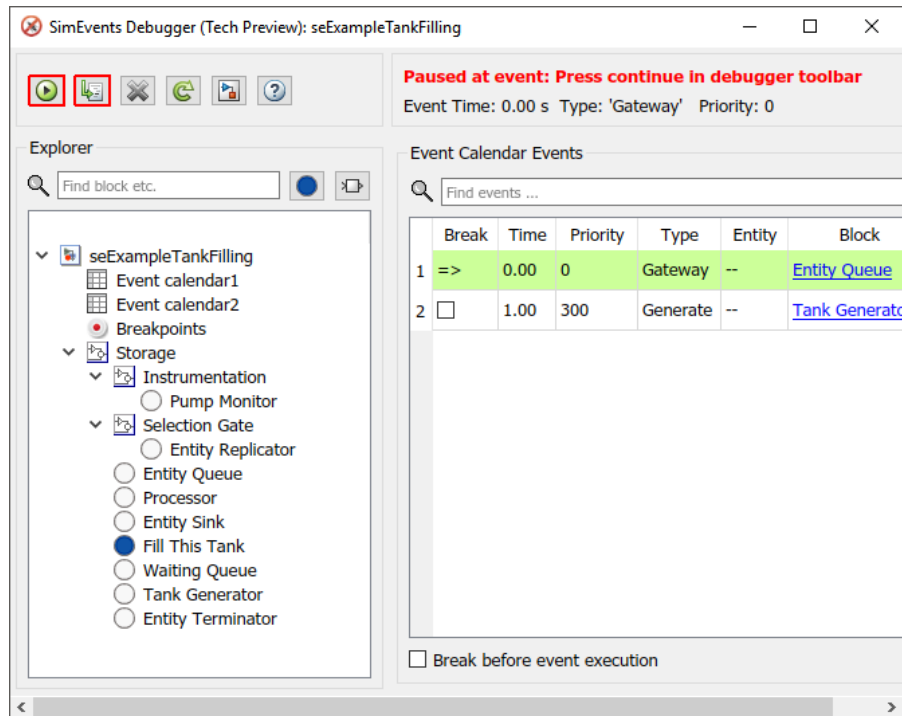 SimEvents Debugger (Tech Preview): seExampleTankFilling
Paused at event: Press continue in debugger toolbar
Event Time: 0.00 s Type: 'Gateway' Priority: 0
Explorer
Find block etc.
seExampleTankFilling
Event calendar1
Event calendar2
Breakpoints
Storage
Instrumentation
Pump Monitor
Selection Gate
Entity Replicator
Entity Queue
Processor
Entity Sink
Fill This Tank
Waiting Queue
Tank Generator
Entity Terminator
Event Calendar Events
Find events ...
Break Time Priority Type Entity Block
1 => 0.00 0 Gateway -- Entity Queue
2 1.00 300 Generate -- Tank Generato
Break before event execution